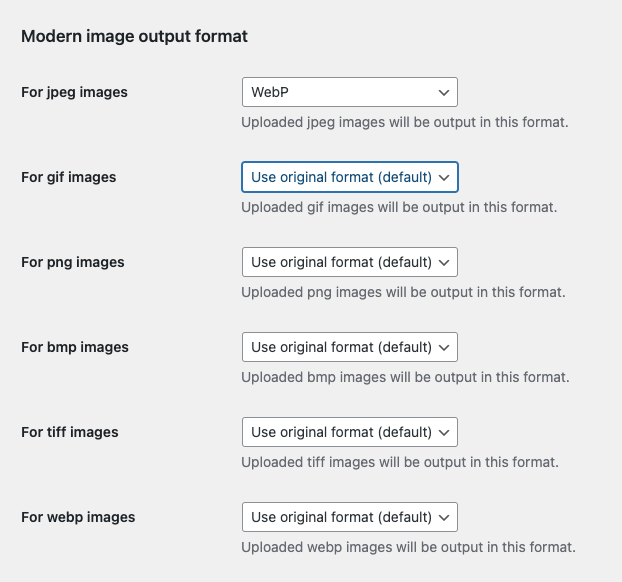 Modern image output format
For jpeg images
WebP
Uploaded jpeg images will be output in this format.
For gif images
Use original format (default)
Uploaded gif images will be output in this format.
For png images
Use original format (default)
Uploaded png images will be output in this format.
For bmp images
Use original format (default)
Uploaded bmp images will be output in this format.
For tiff images
Use original format (default)
Uploaded tiff images will be output in this format.
For webp images
Use original format (default)
Uploaded webp images will be output in this format.